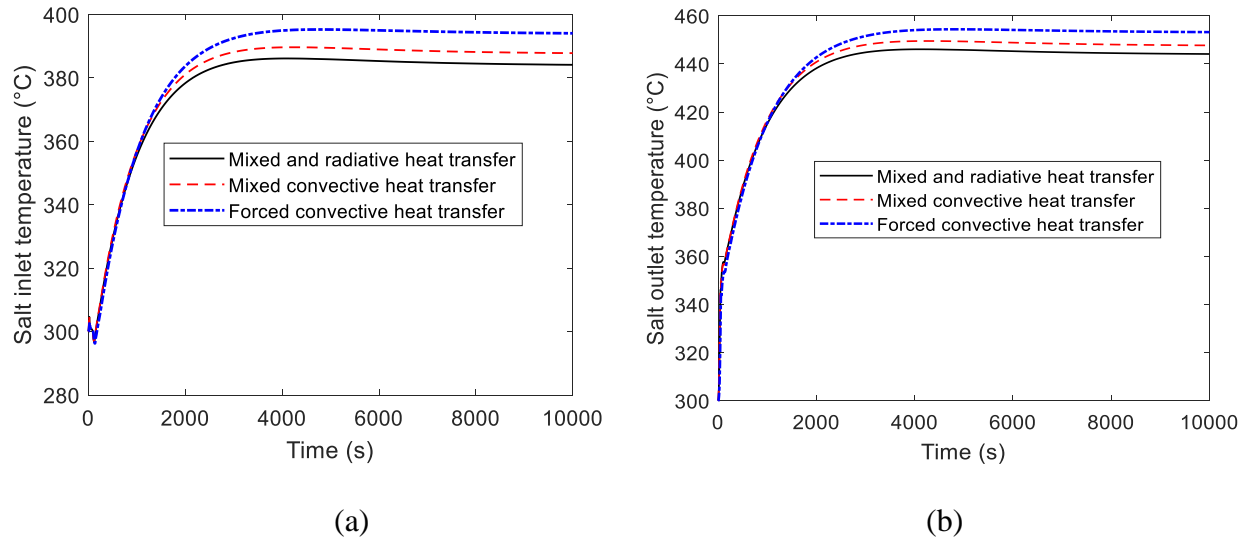 400
380
360
340
320
300
280
Salt inlet temperature (°C)
Mixed and radiative heat transfer
Mixed convective heat transfer
Forced convective heat transfer
0 2000 4000 6000 8000 10000
Time (s)
(a)
460
440
420
400
380
360
340
320
300
Salt outlet temperature (°C)
Mixed and radiative heat transfer
Mixed convective heat transfer
Forced convective heat transfer
0 2000 4000 6000 8000 10000
Time (s)
(b)